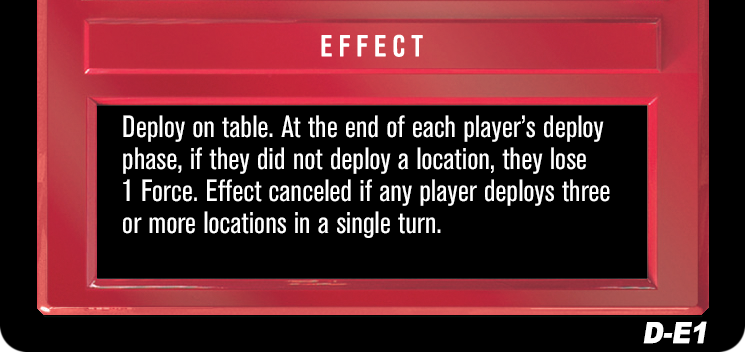 EFFECT
Deploy on table. At the end of each player’s deploy
phase, if they did not deploy a location, they lose
1 Force. Effect canceled if any player deploys three
or more locations in a single turn.
D-E1